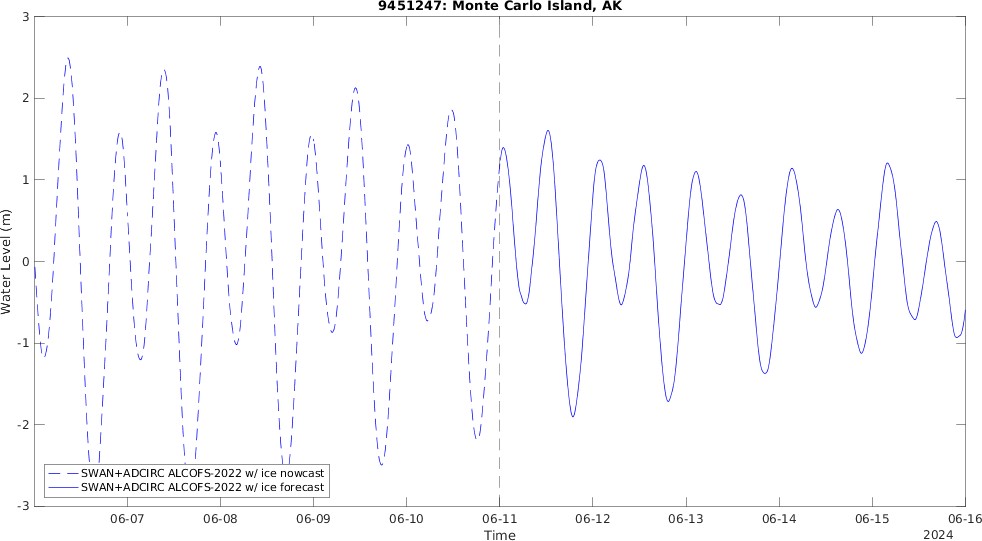 9451247: Monte Carlo Island, AK
3
2
1
0
-1
-2
-3
Water Level (m)
SWAN+ADCIRC ALCOFS-2022 w/ ice nowcast
SWAN+ADCIRC ALCOFS-2022 w/ ice forecast
06-07 06-08 06-09 06-10 06-11 06-12 06-13 06-14 06-15 06-16
Time
2024